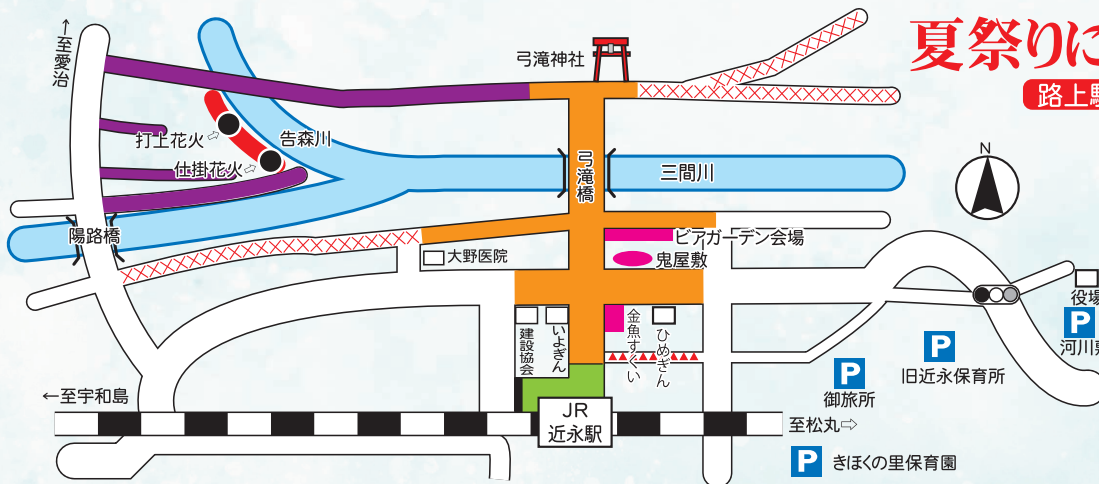 夏祭りに
路上駐
↑至愛治
弓滝神社
打上花火⇨
仕掛花火⇨
告森川
弓滝橋
三間川
N
陽路橋
大野医院
ビアガーデン会場
鬼屋敷
建設協会
いよぎん
金魚すくい
ひめぎん
役場
P
河川
P
旧近永保育所
P
御旅所
←至宇和島
JR
近永駅
至松丸⇨
P
きほくの里保育園